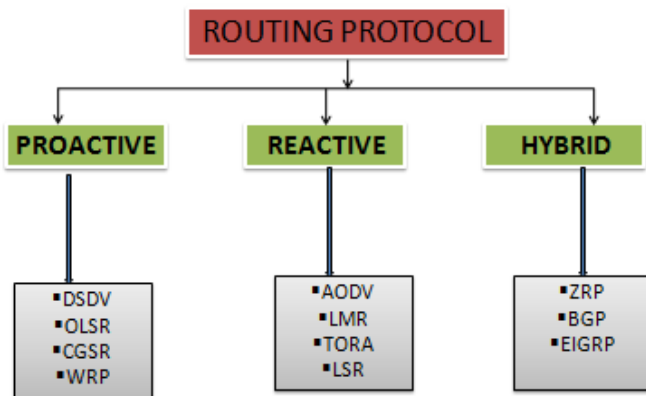 ROUTING PROTOCOL
PROACTIVE
REACTIVE
HYBRID
▪DSDV
▪OLSR
▪CGSR
▪WRP
▪AODV
▪LMR
▪TORA
▪LSR
▪ZRP
▪BGP
▪EIGRP